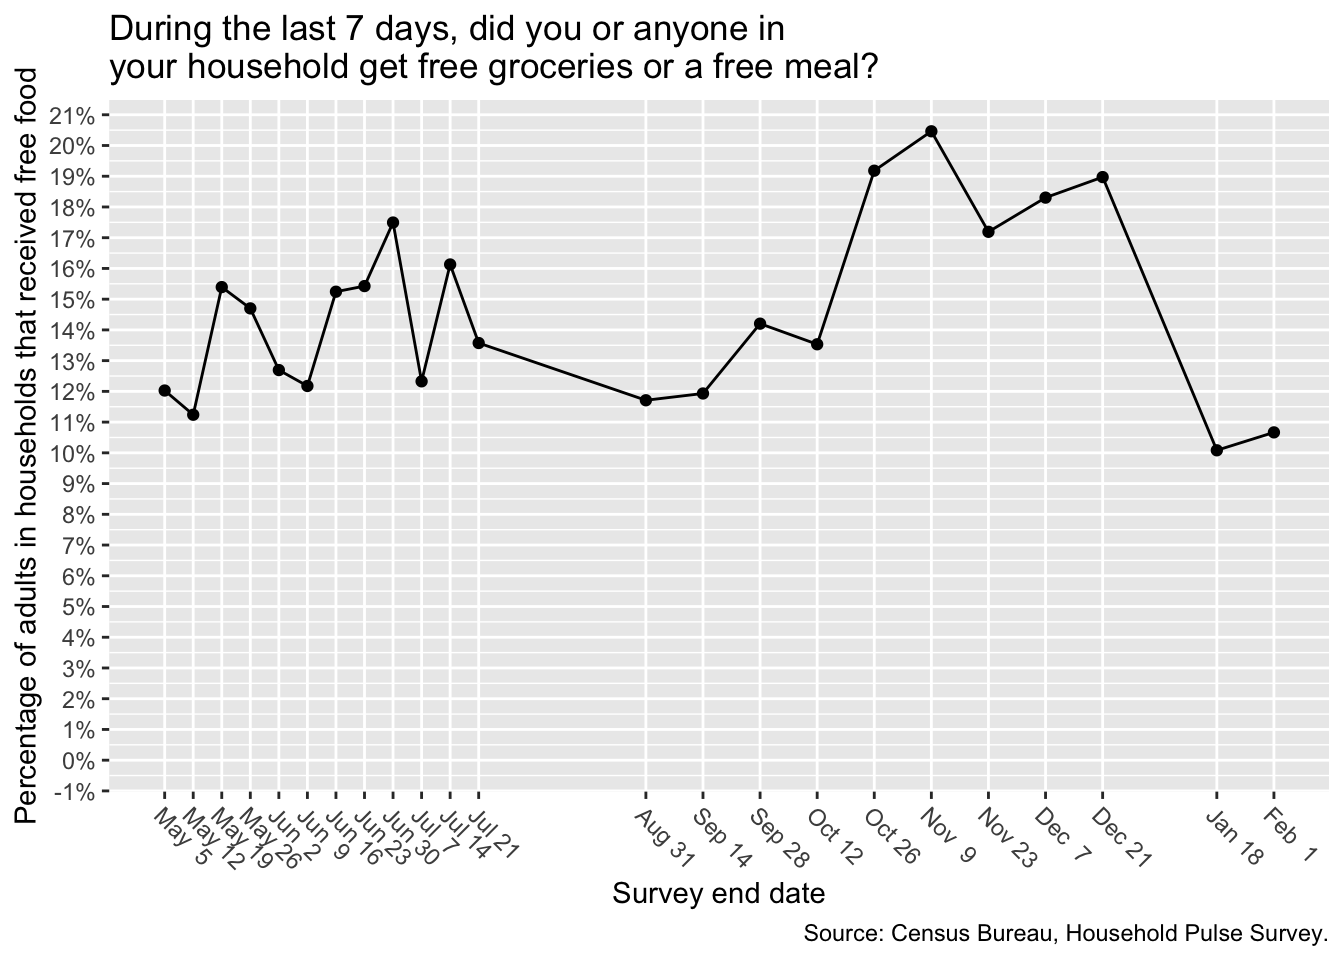 During the last 7 days, did you or anyone in
your household get free groceries or a free meal?
Percentage of adults in households that received free food
21%
20%
19%
18%
17%
16%
15%
14%
13%
12%
11%
10%
9%
8%
7%
6%
5%
4%
3%
2%
1%
0%
-1%
May 5
May 12
May 19
May 26
Jun 2
Jun 9
Jun 16
Jun 23
Jun 30
Jul 7
Jul 14
Jul 21
Aug 31
Sep 14
Sep 28
Oct 12
Oct 26
Nov 9
Nov 23
Dec 7
Dec 21
Jan 18
Feb 1
Survey end date
Source: Census Bureau, Household Pulse Survey.